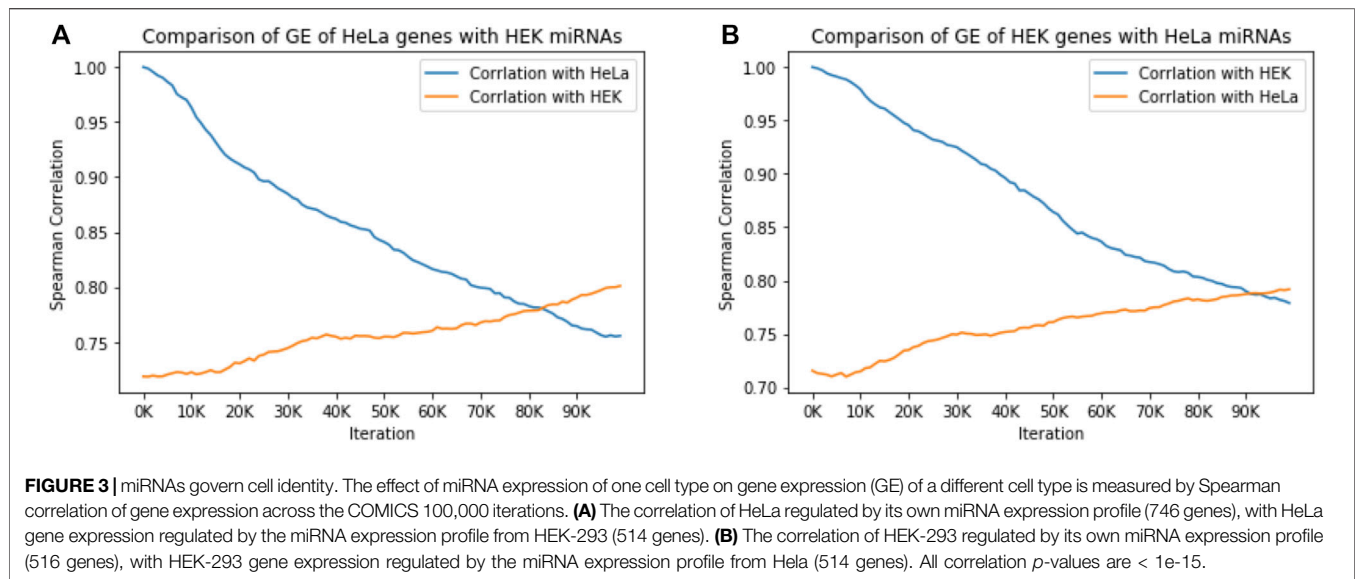 A
Comparison of GE of HeLa genes with HEK miRNAs
Corrlation with HeLa
Corrlation with HEK
Spearman Correlation
1.00
0.95
0.90
0.85
0.80
0.75
0K 10K 20K 30K 40K 50K 60K 70K 80K 90K
Iteration
B
Comparison of GE of HEK genes with HeLa miRNAs
Corrlation with HEK
Corrlation with HeLa
Spearman Correlation
1.00
0.95
0.90
0.85
0.80
0.75
0.70
0K 10K 20K 30K 40K 50K 60K 70K 80K 90K
Iteration
FIGURE 3 | miRNAs govern cell identity. The effect of miRNA expression of one cell type on gene expression (GE) of a different cell type is measured by Spearman
correlation of gene expression across the COMICS 100,000 iterations. (A) The correlation of HeLa regulated by its own miRNA expression profile (746 genes), with HeLa
gene expression regulated by the miRNA expression profile from HEK-293 (514 genes). (B) The correlation of HEK-293 regulated by its own miRNA expression profile
(516 genes), with HEK-293 gene expression regulated by the miRNA expression profile from Hela (514 genes). All correlation p-values are < 1e-15.